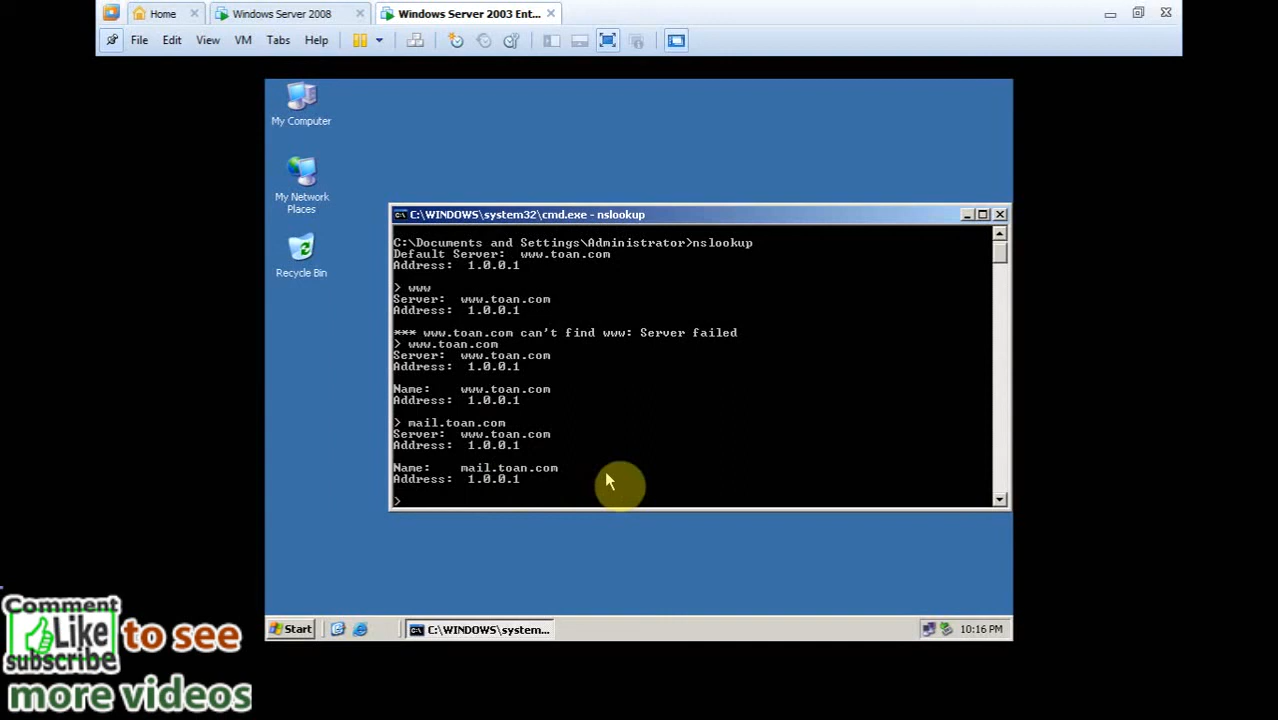 Home
Windows Server 2008
Windows Server 2003 Ent...
File Edit View VM Tabs Help
My Computer
My Network
Places
Recycle Bin
C:\WINDOWS\system32\cmd.exe - nslookup
C:\Documents and Settings\Administrator>nslookup
Default Server:  www.toan.com
Address:  1.0.0.1
> www
Server:  www.toan.com
Address:  1.0.0.1
*** www.toan.com can't find www: Server failed
> www.toan.com
Server:  www.toan.com
Address:  1.0.0.1
Name:    www.toan.com
Address:  1.0.0.1
> mail.toan.com
Server:  www.toan.com
Address:  1.0.0.1
Name:    mail.toan.com
Address:  1.0.0.1
>
Start
C:\WINDOWS\system...
10:16 PM
Comment
Like
subscribe
to see
more videos